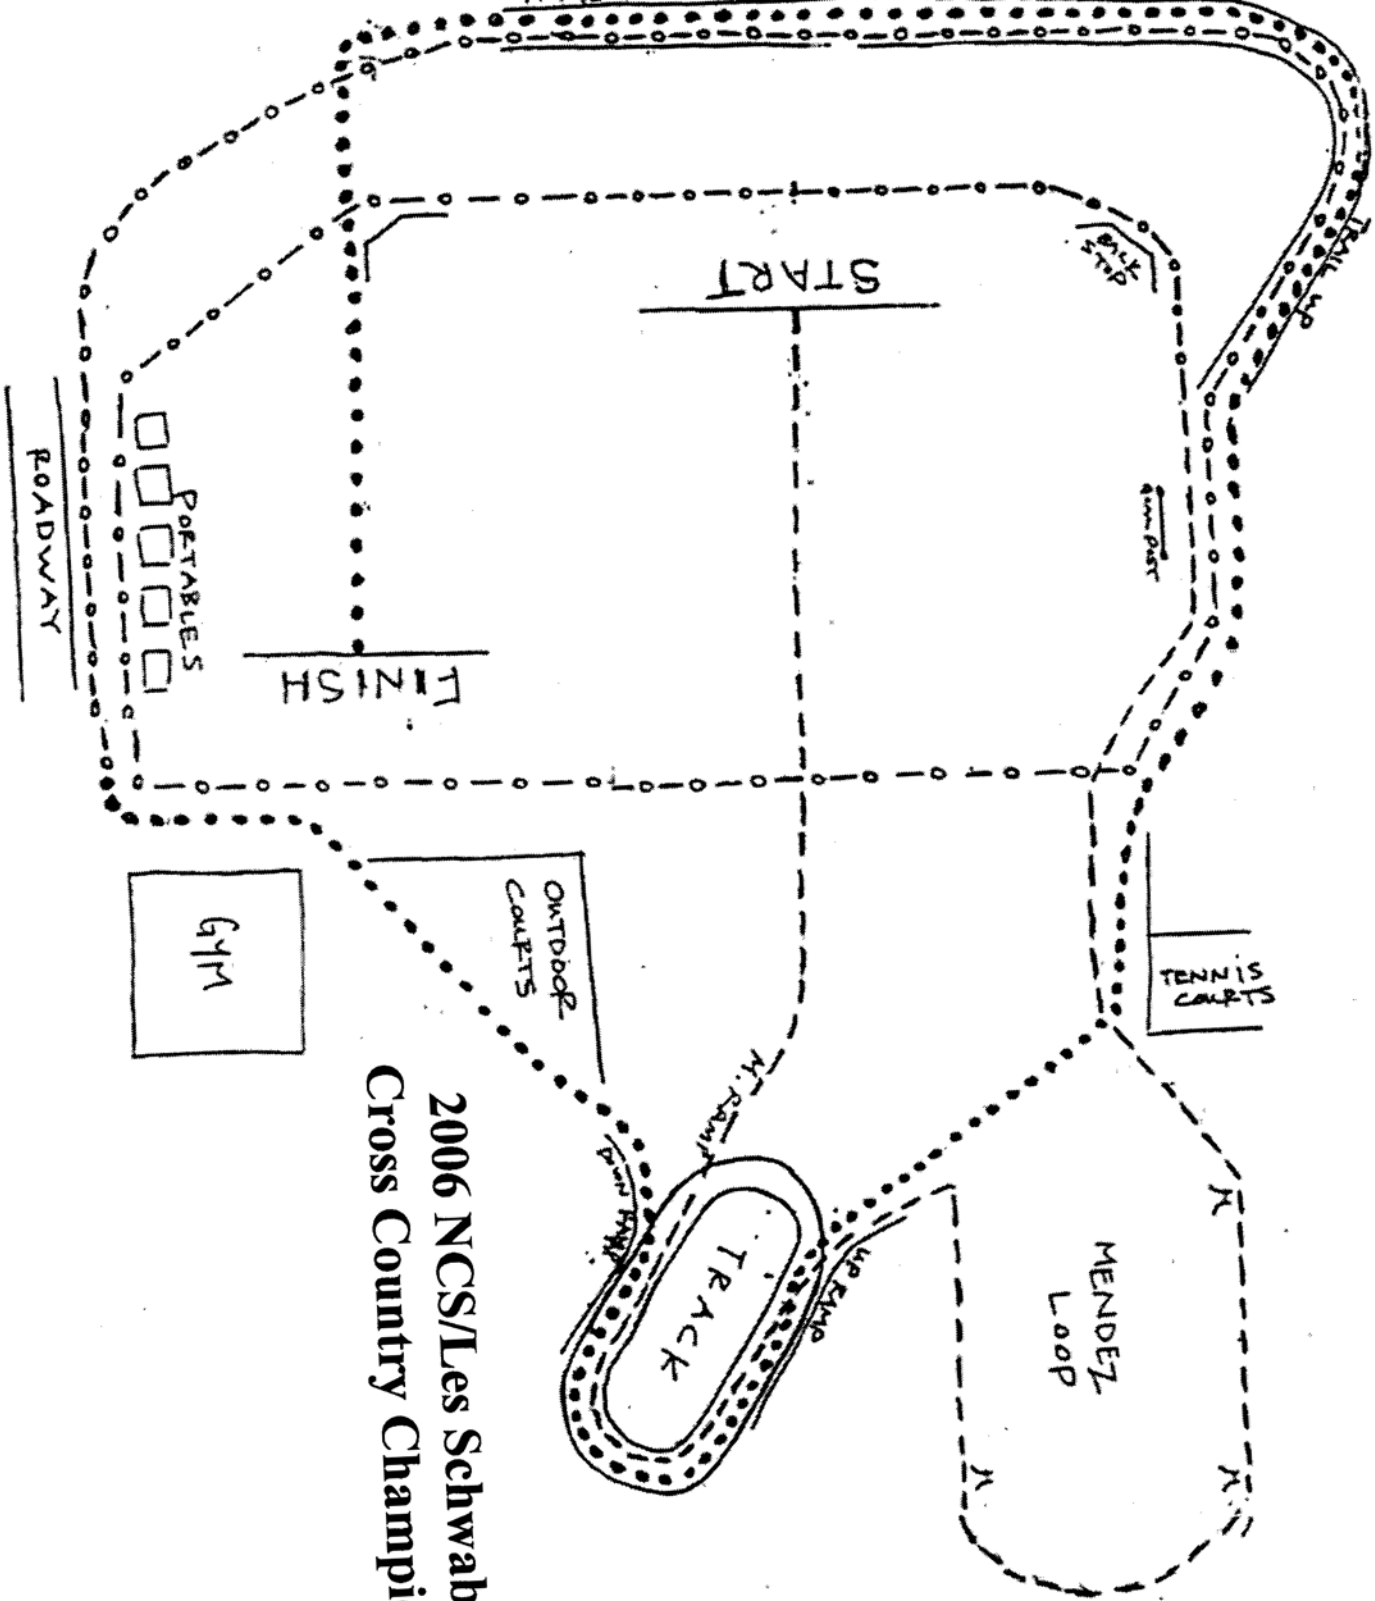 TRAIL UP
BACK
STOP
START
ROADWAY
PORTABLES
FINISH
GYM
OUTDOOR
COURTS
TENNIS
COURTS
M. RAMP
DOWN RAMP
UP RAMP
TRACK
MENDEZ
LOOP
M
M
M
2006 NCS/Les Schwab
Cross Country Champi